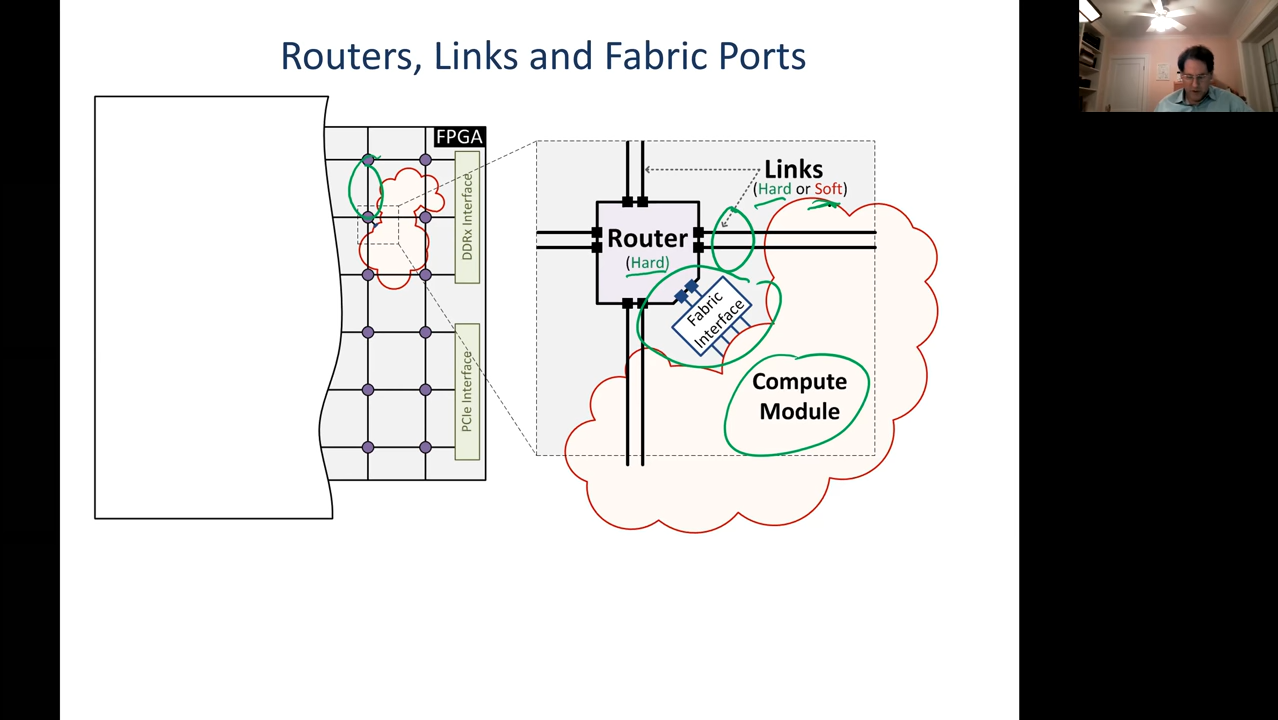 Routers, Links and Fabric Ports
FPGA
DDRx Interface
PCIe Interface
Links
(Hard or Soft)
Router
(Hard)
Fabric
Interface
Compute
Module